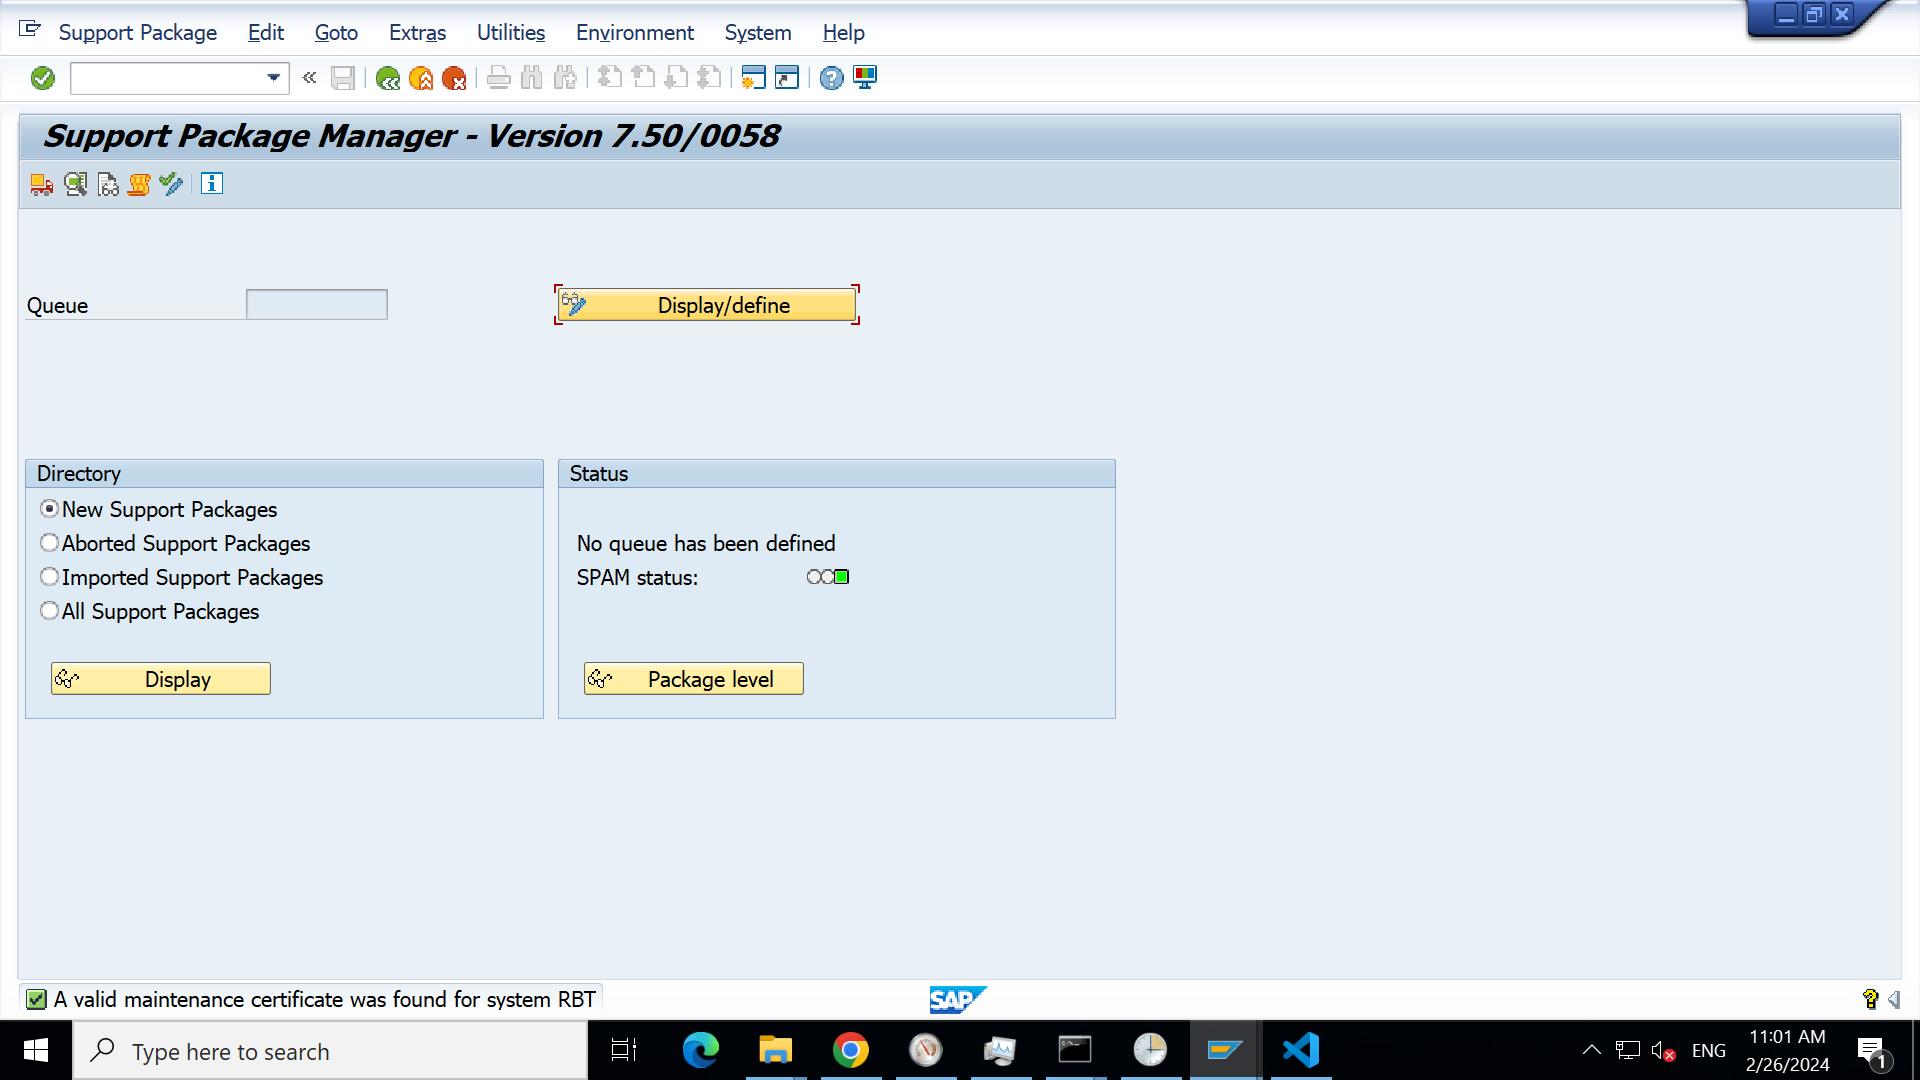 Support Package Edit Goto Extras Utilities Environment System Help
Support Package Manager - Version 7.50/0058
Queue
Display/define
Directory
New Support Packages
Aborted Support Packages
Imported Support Packages
All Support Packages
Display
Status
No queue has been defined
SPAM status:
Package level
A valid maintenance certificate was found for system RBT
SAP
Type here to search
ENG
11:01 AM
2/26/2024
1